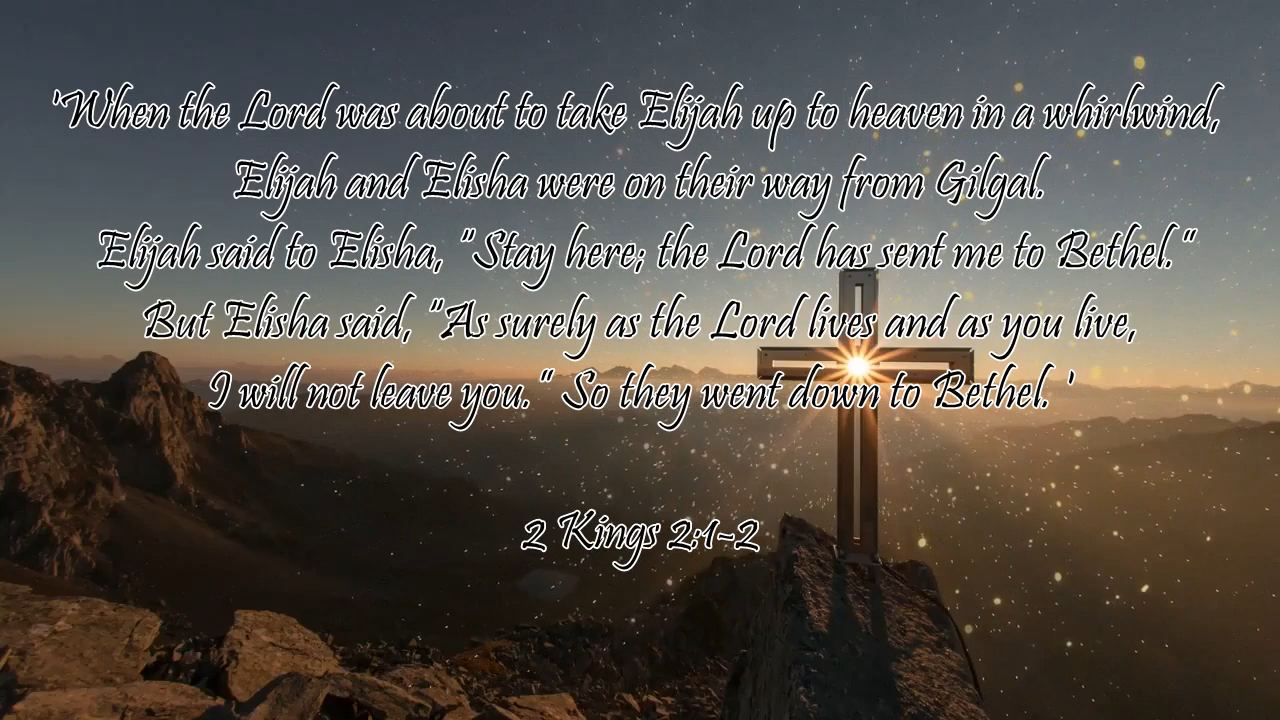 'When the Lord was about to take Elijah up to heaven in a whirlwind,
Elijah and Elisha were on their way from Gilgal.
Elijah said to Elisha, "Stay here; the Lord has sent me to Bethel."
But Elisha said, "As surely as the Lord lives and as you live,
I will not leave you." So they went down to Bethel.'
2 Kings 2:1-2